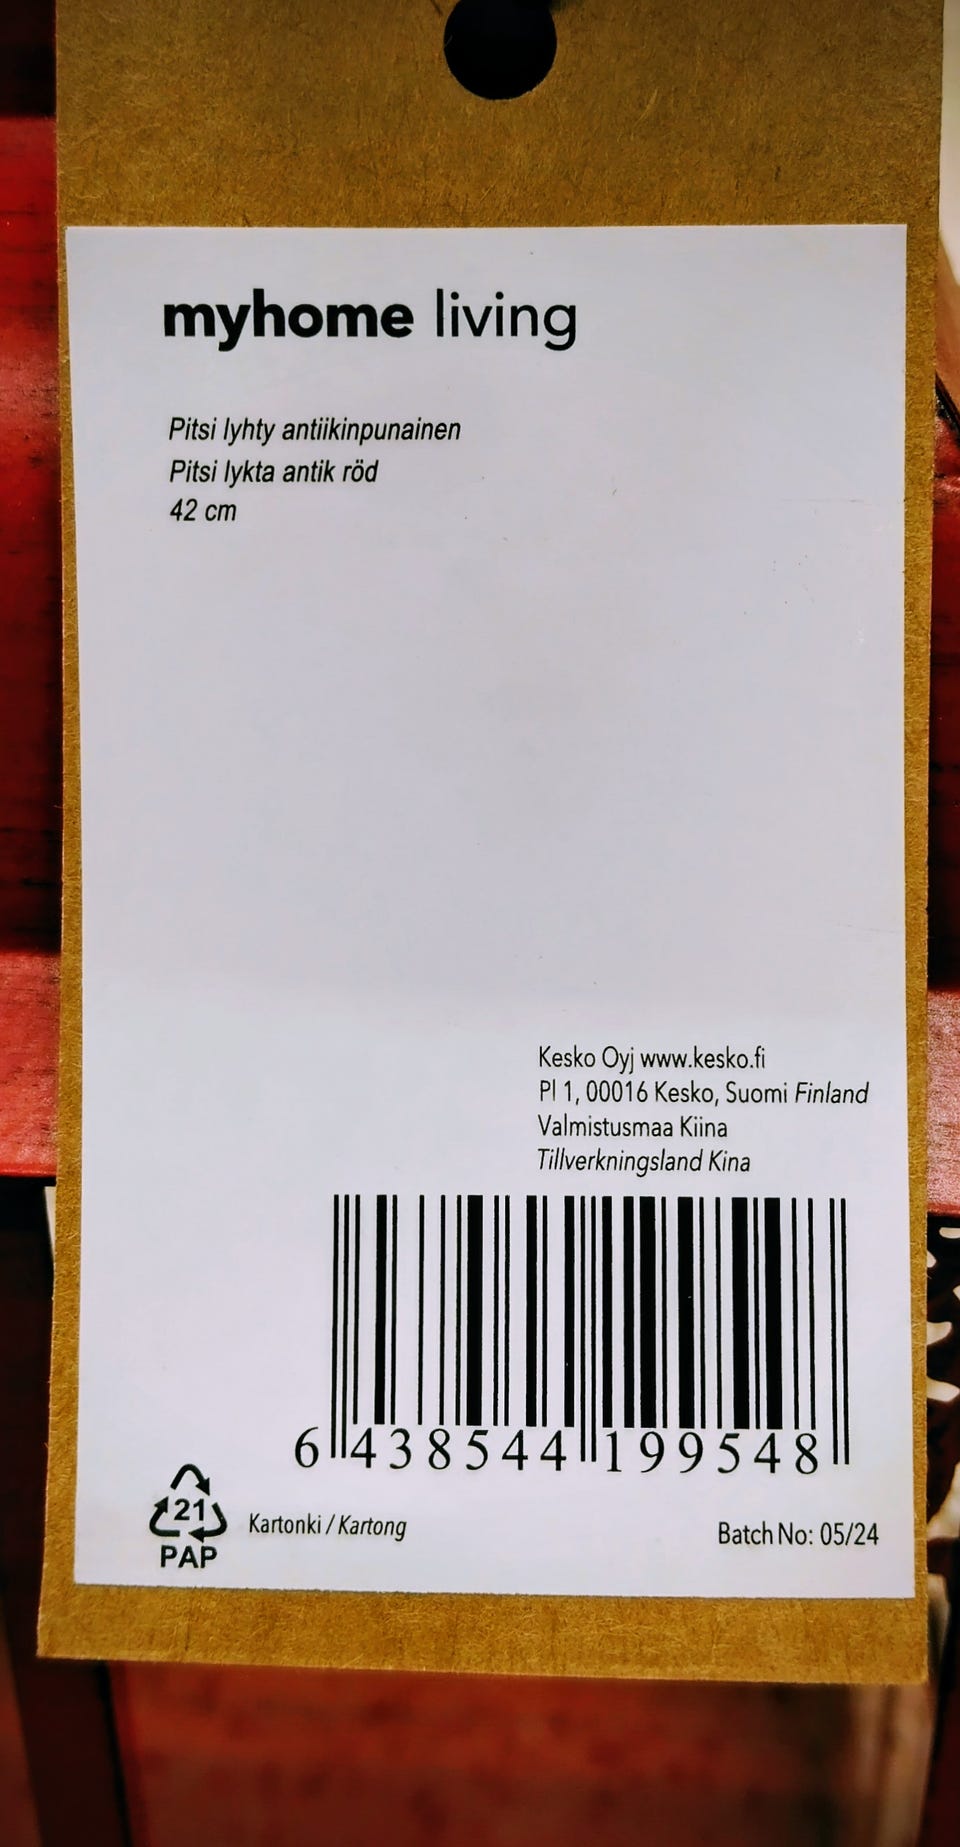 myhome living
Pitsi lyhty antiikinpunainen
Pitsi lykta antik röd
42 cm
Kesko Oyj www.kesko.fi
Pl 1, 00016 Kesko, Suomi Finland
Valmistusmaa Kiina
Tillverkningsland Kina
6 438544 199548
21
PAP
Kartonki / Kartong
Batch No: 05/24